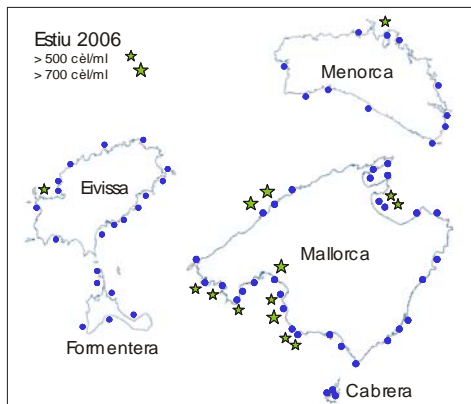 Estiu 2006
> 500 cèl/ml
> 700 cèl/ml
Menorca
Eivissa
Mallorca
Formentera
Cabrera